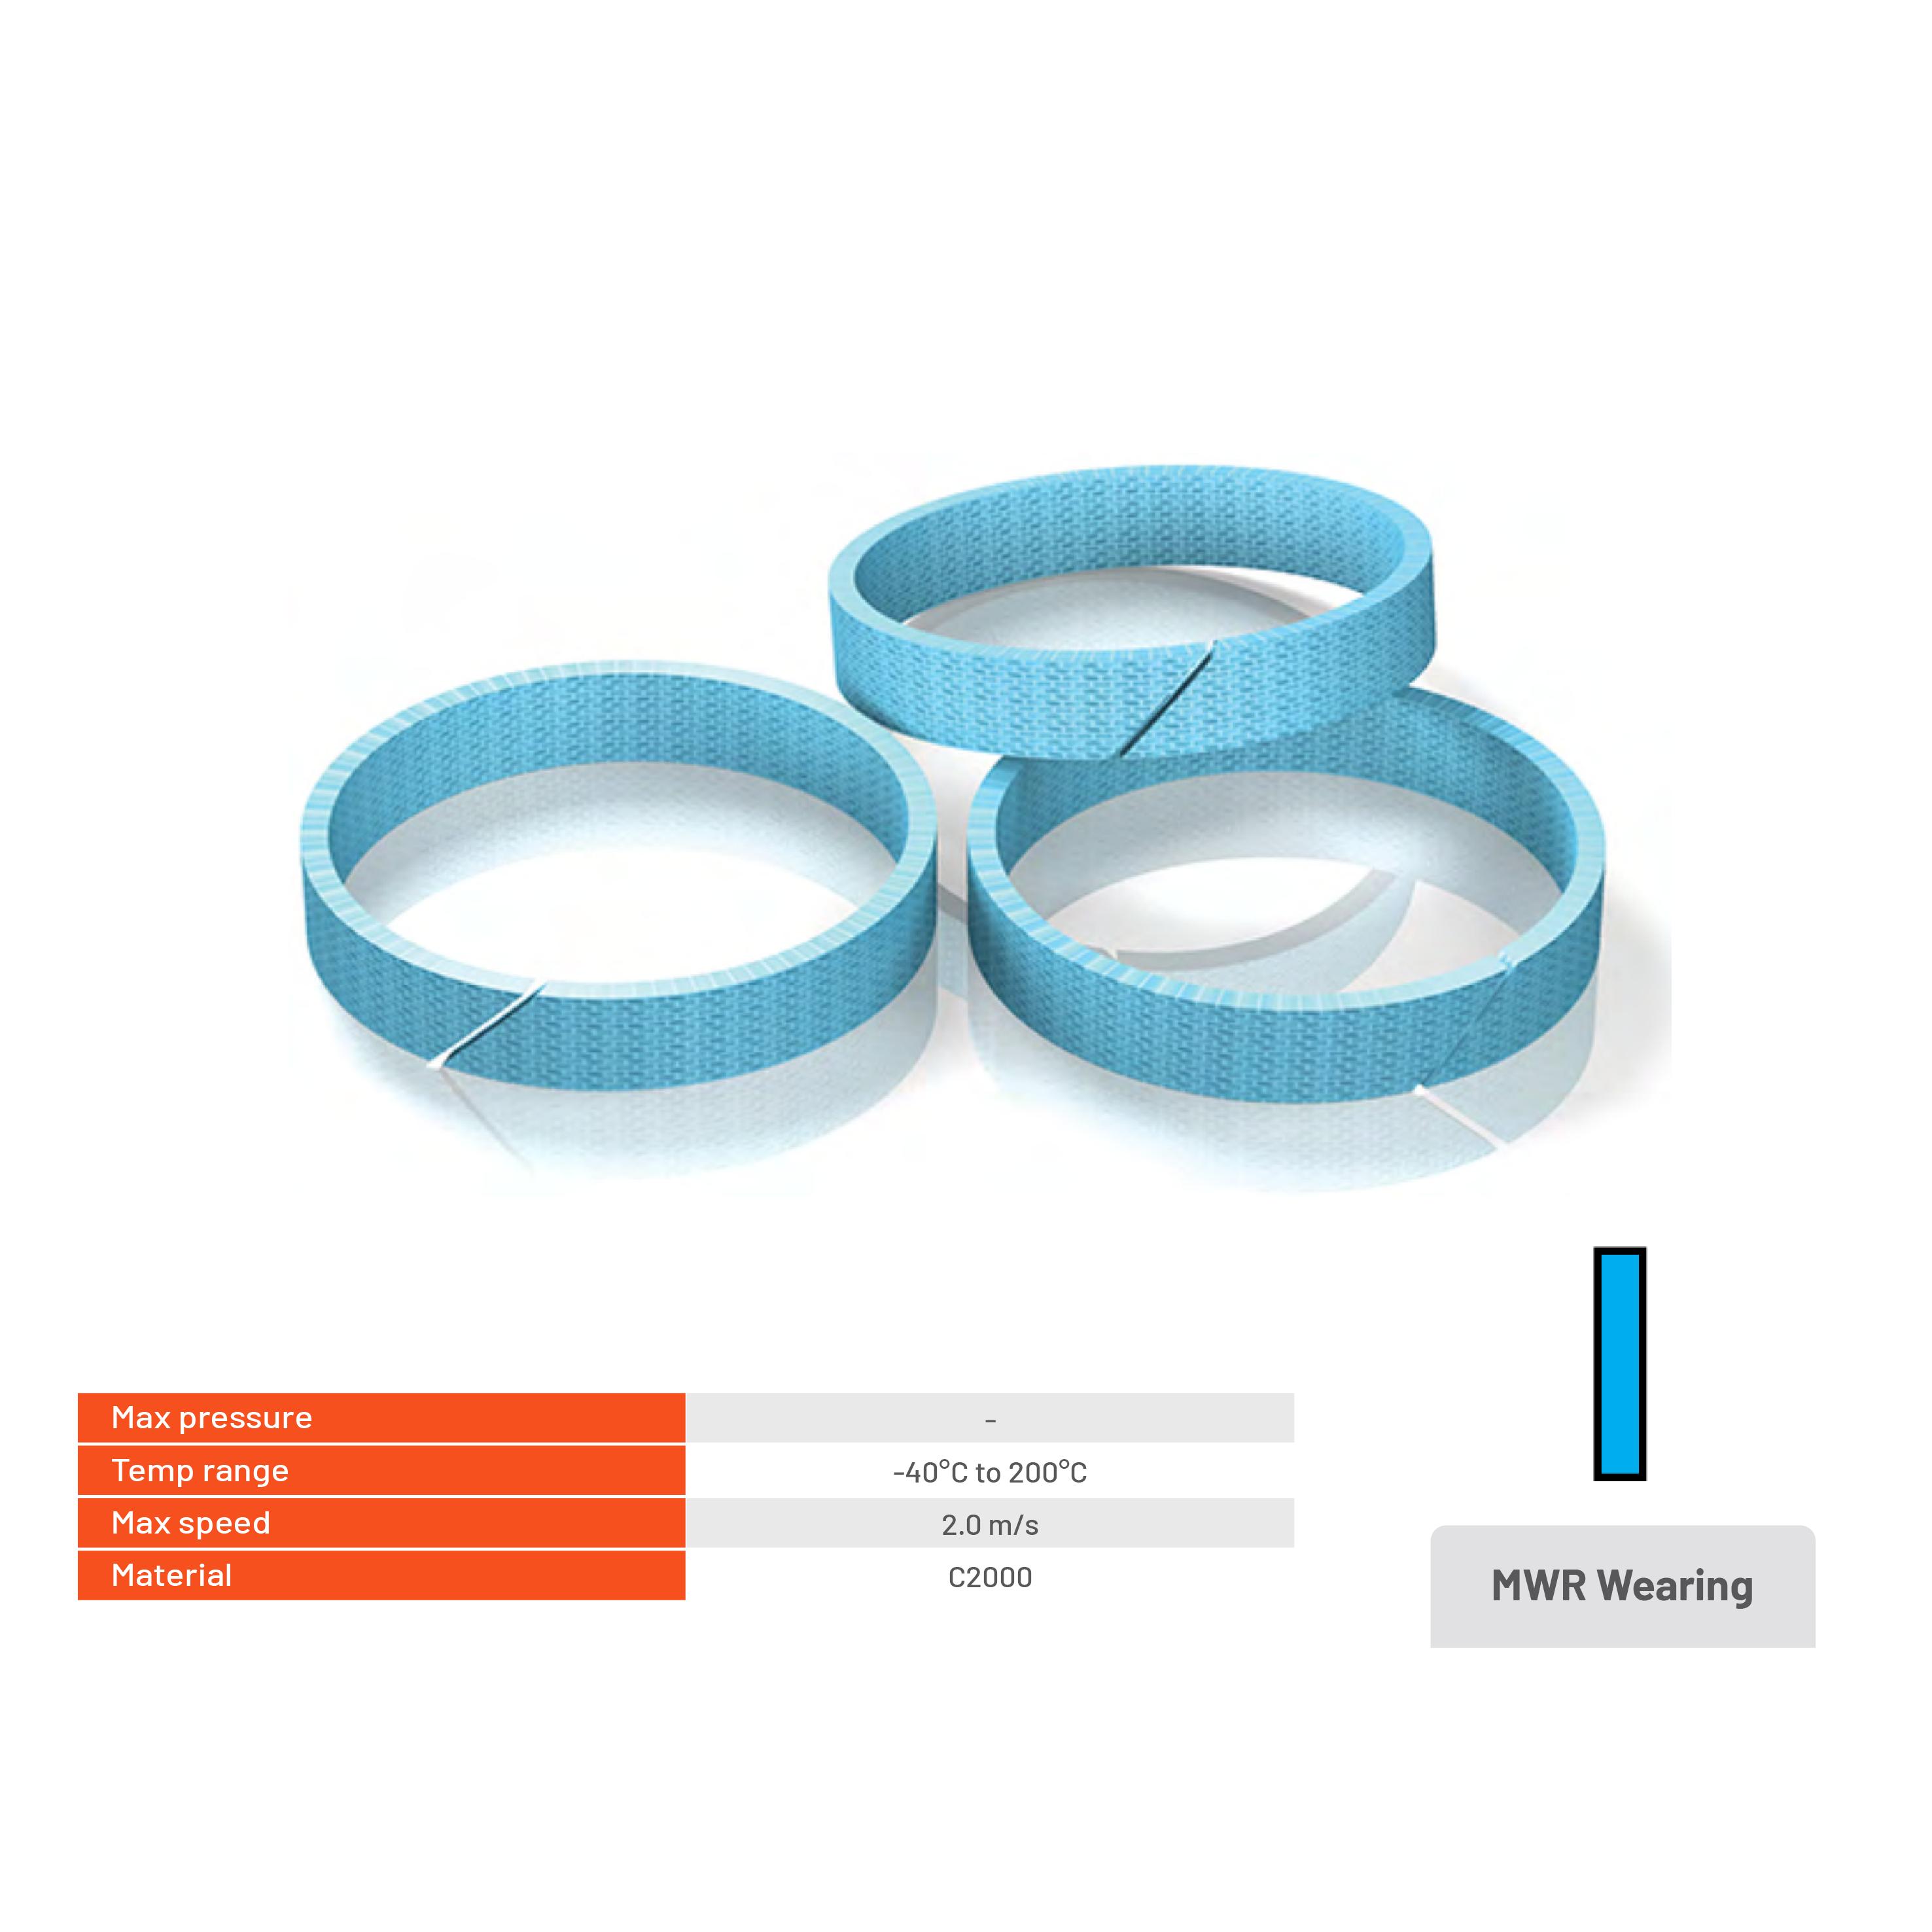 Max pressure -
Temp range -40°C to 200°C
Max speed 2.0 m/s
Material C2000
MWR Wearing